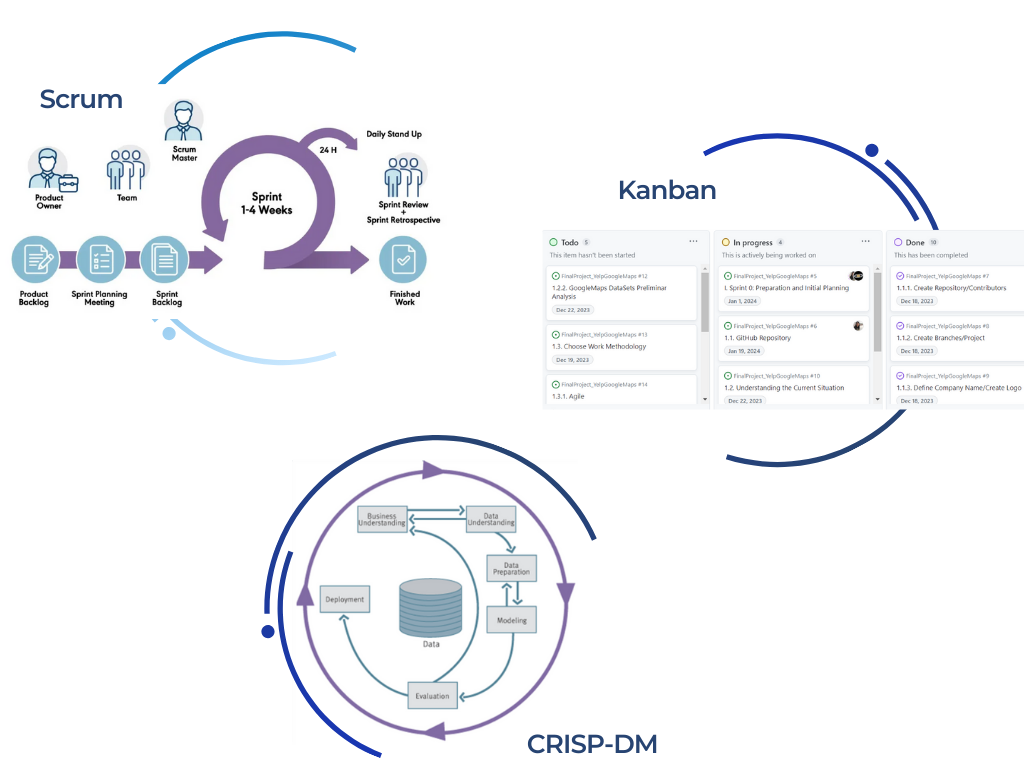 Scrum
Scrum
Master
Product
Owner
Team
24 H
Daily Stand Up
Sprint
1-4 Weeks
Sprint Review
+
Sprint Retrospective
Product
Backlog
Sprint Planning
Meeting
Sprint
Backlog
Finished
Work
Kanban
Todo 5
This item hasn't been started
FinalProject_YelpGoogleMaps #12
1.2.2. GoogleMaps DataSets Preliminar
Analysis
Dec 22, 2023
FinalProject_YelpGoogleMaps #13
1.3. Choose Work Methodology
Dec 19, 2023
FinalProject_YelpGoogleMaps #14
1.3.1. Agile
In progress 4
This is actively being worked on
FinalProject_YelpGoogleMaps #5
I. Sprint 0: Preparation and Initial Planning
Jan 1, 2024
FinalProject_YelpGoogleMaps #6
1.1. GitHub Repository
Jan 19, 2024
FinalProject_YelpGoogleMaps #10
1.2. Understanding the Current Situation
Dec 22, 2023
Done 10
This has been completed
FinalProject_YelpGoogleMaps #7
1.1.1. Create Repository/Contributors
Dec 18, 2023
FinalProject_YelpGoogleMaps #8
1.1.2. Create Branches/Project
Dec 18, 2023
FinalProject_YelpGoogleMaps #9
1.1.3. Define Company Name/Create Logo
Dec 18, 2023
Business
Understanding
Data
Understanding
Data
Preparation
Modeling
Deployment
Data
Evaluation
CRISP-DM